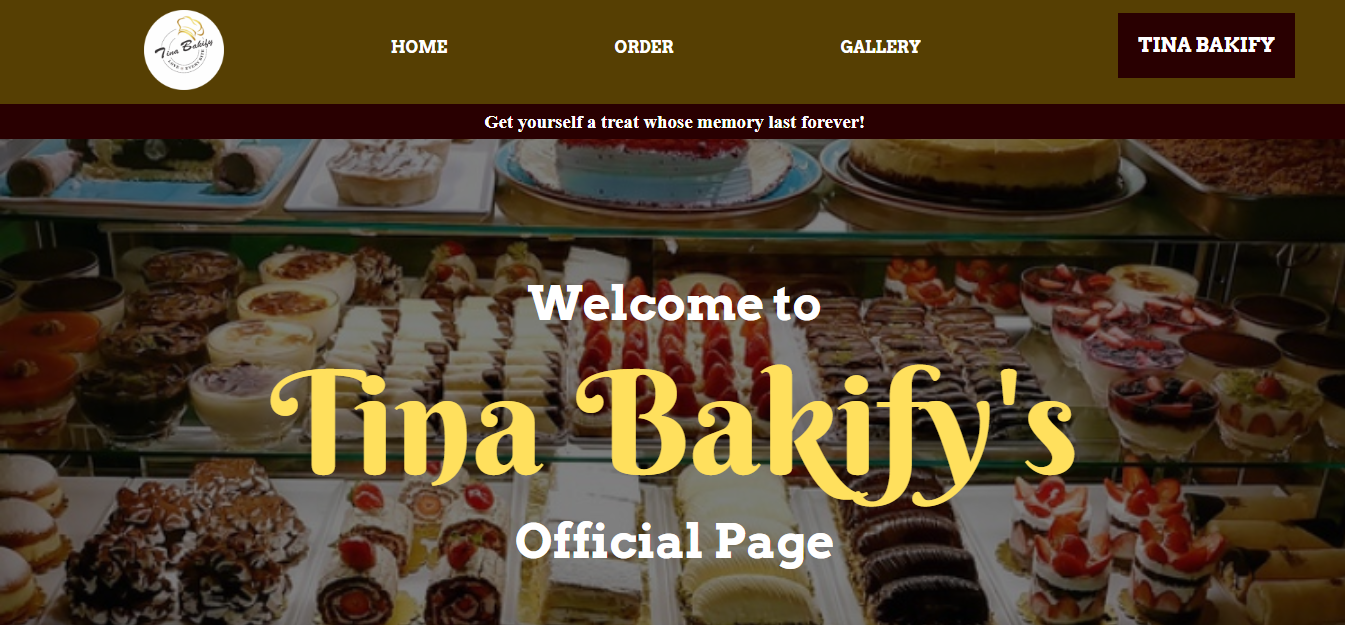 Tina Bakify
HOME
ORDER
GALLERY
TINA BAKIFY
Get yourself a treat whose memory last forever!
Welcome to
Tina Bakify's
Official Page